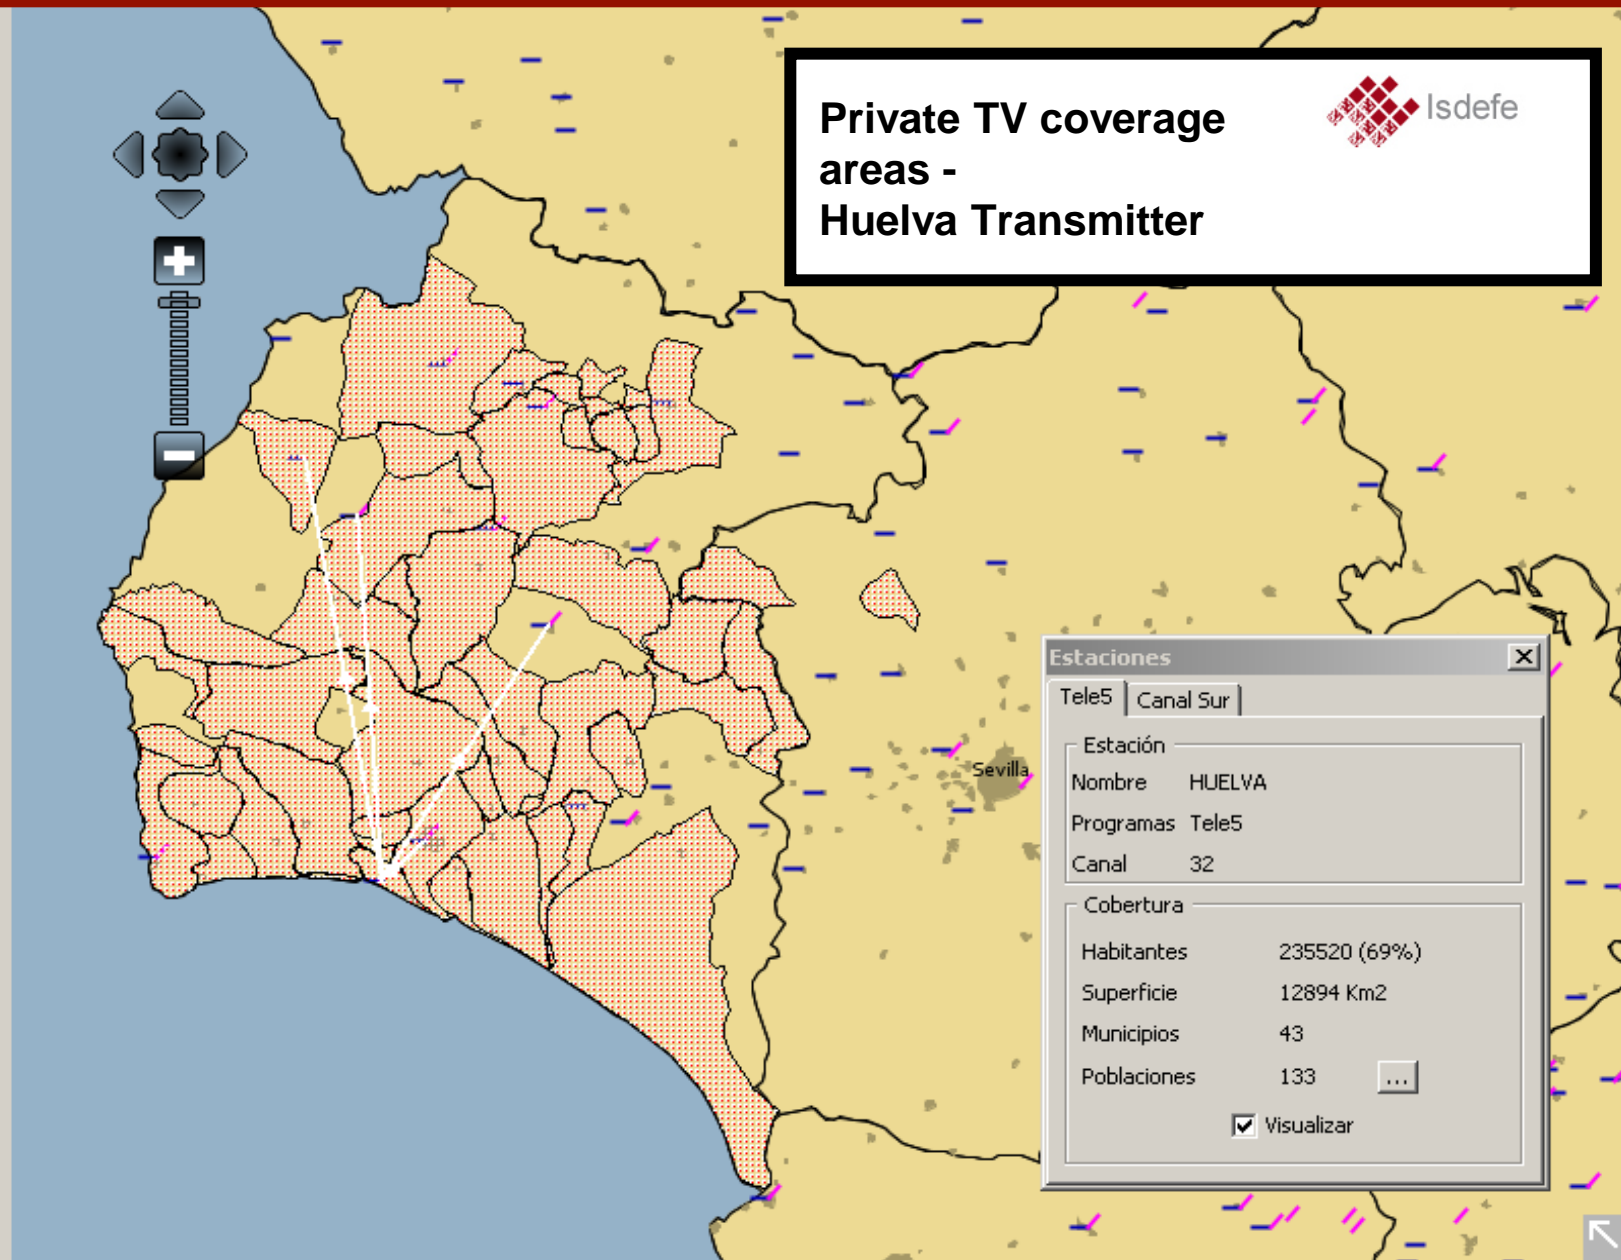 Private TV coverage
areas -
Huelva Transmitter
Isdefe
Sevilla
Estaciones
Tele5
Canal Sur
Estación
Nombre HUELVA
Programas Tele5
Canal 32
Cobertura
Habitantes 235520 (69%)
Superficie 12894 Km2
Municipios 43
Poblaciones 133 ...
Visualizar